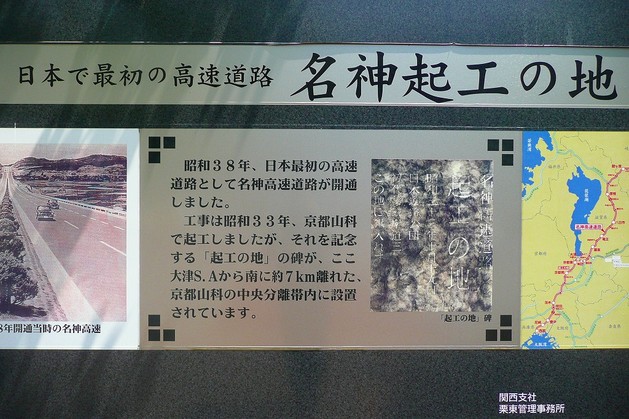 日本で最初の高速道路 名神起工の地
昭和３８年、日本最初の高速
道路として名神高速道路が開通
しました。
工事は昭和３３年、京都山科
で起工しましたが、それを記念
する「起工の地」の碑が、ここ
大津S.Aから南に約７km離れた、
京都山科の中央分離帯内に設置
されています。
8年開通当時の名神高速
起工の地
「起工の地」碑
名神高速道路
関西支社
栗東管理事務所